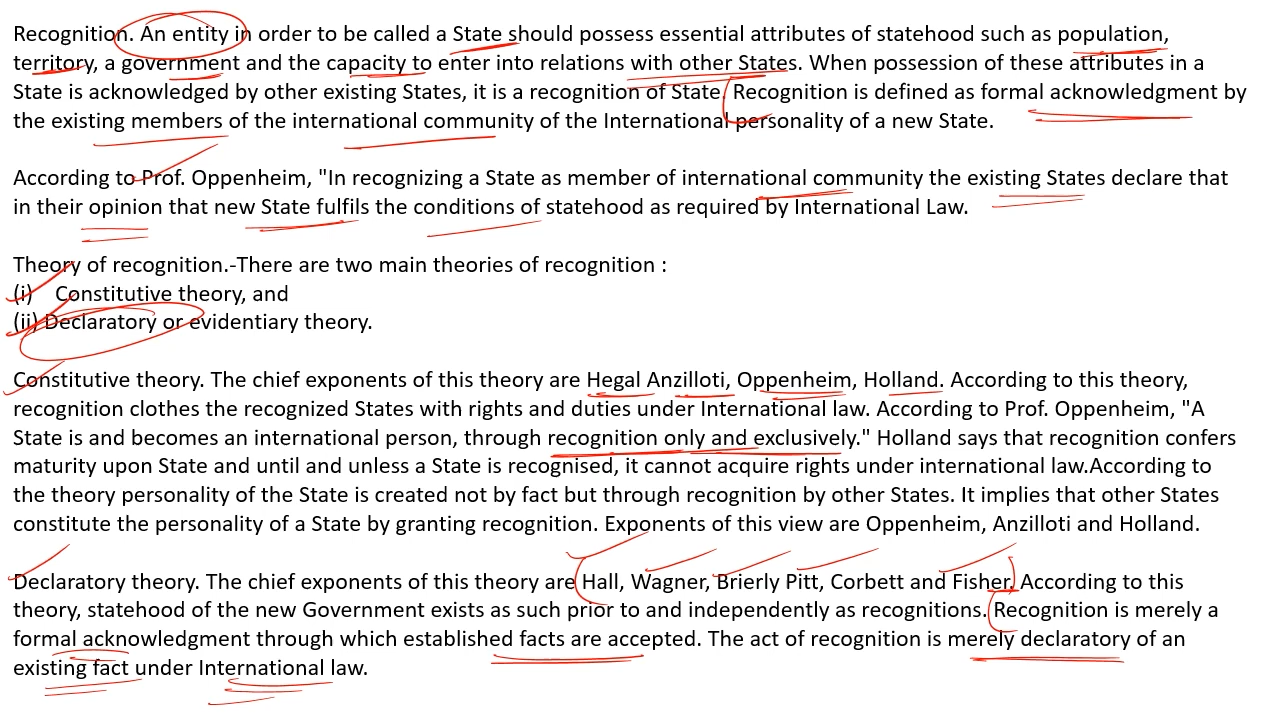 Recognition. An entity in order to be called a State should possess essential attributes of statehood such as population,
territory, a government and the capacity to enter into relations with other States. When possession of these attributes in a
State is acknowledged by other existing States, it is a recognition of State. Recognition is defined as formal acknowledgment by
the existing members of the international community of the International personality of a new State.
According to Prof. Oppenheim, "In recognizing a State as member of international community the existing States declare that
in their opinion that new State fulfils the conditions of statehood as required by International Law.
Theory of recognition.-There are two main theories of recognition :
(i) Constitutive theory, and
(ii) Declaratory or evidentiary theory.
Constitutive theory. The chief exponents of this theory are Hegal Anzilloti, Oppenheim, Holland. According to this theory,
recognition clothes the recognized States with rights and duties under International law. According to Prof. Oppenheim, "A
State is and becomes an international person, through recognition only and exclusively." Holland says that recognition confers
maturity upon State and until and unless a State is recognised, it cannot acquire rights under international law.According to
the theory personality of the State is created not by fact but through recognition by other States. It implies that other States
constitute the personality of a State by granting recognition. Exponents of this view are Oppenheim, Anzilloti and Holland.
Declaratory theory. The chief exponents of this theory are Hall, Wagner, Brierly Pitt, Corbett and Fisher. According to this
theory, statehood of the new Government exists as such prior to and independently as recognitions. Recognition is merely a
formal acknowledgment through which established facts are accepted. The act of recognition is merely declaratory of an
existing fact under International law.